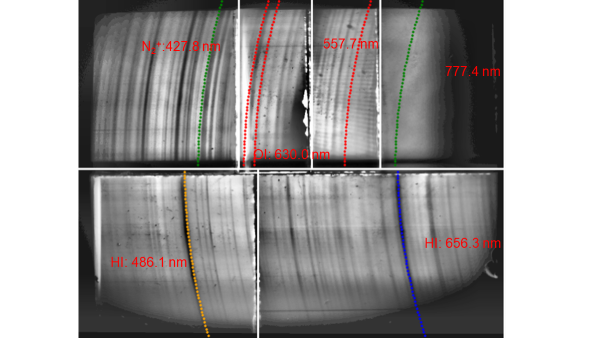 N₂⁺ 427.8 nm
557.7 nm
777.4 nm
OI: 630.0 nm
HI: 486.1 nm
HI: 656.3 nm